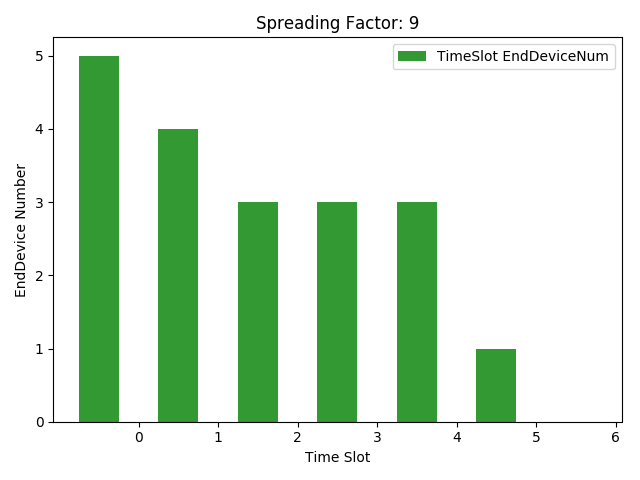 Spreading Factor: 9
TimeSlot EndDeviceNum
EndDevice Number
5
4
3
2
1
0
0 1 2 3 4 5 6
Time Slot